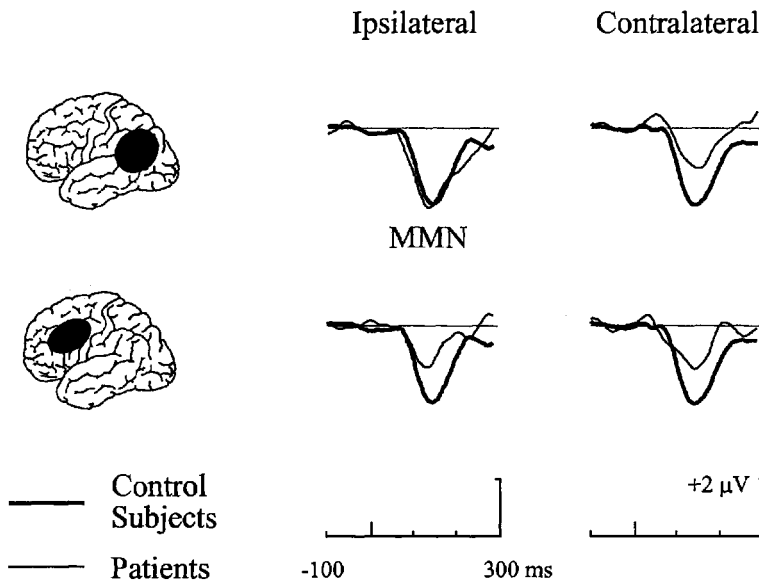 Ipsilateral
Contralateral
MMN
Control
Subjects
Patients
-100
300 ms
+2 μV